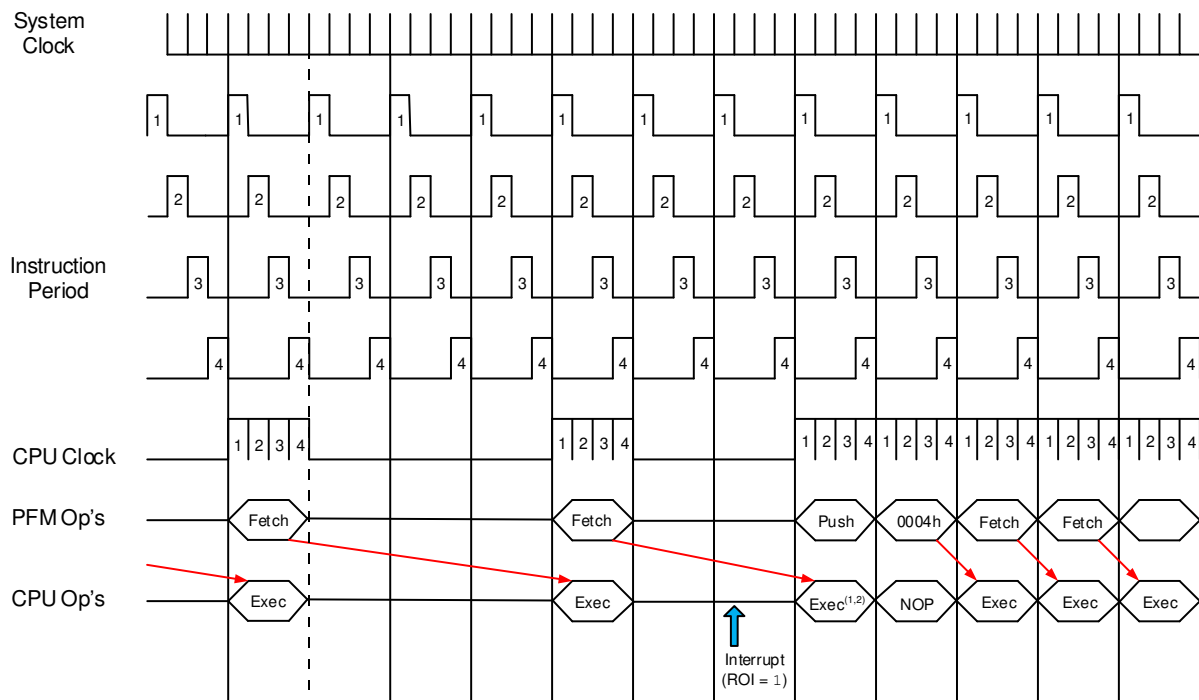 System
Clock
1 1 1 1 1 1 1 1 1 1 1 1 1
2 2 2 2 2 2 2 2 2 2 2 2 2
Instruction
Period
3 3 3 3 3 3 3 3 3 3 3 3 3
4 4 4 4 4 4 4 4 4 4 4 4 4
CPU Clock
1 2 3 4 1 2 3 4 1 2 3 4 1 2 3 4 1 2 3 4 1 2 3 4 1 2 3 4
PFM Op's
Fetch Fetch Push 0004h Fetch Fetch
CPU Op's
Exec Exec Exec(1,2) NOP Exec Exec Exec
Interrupt
(ROI = 1)